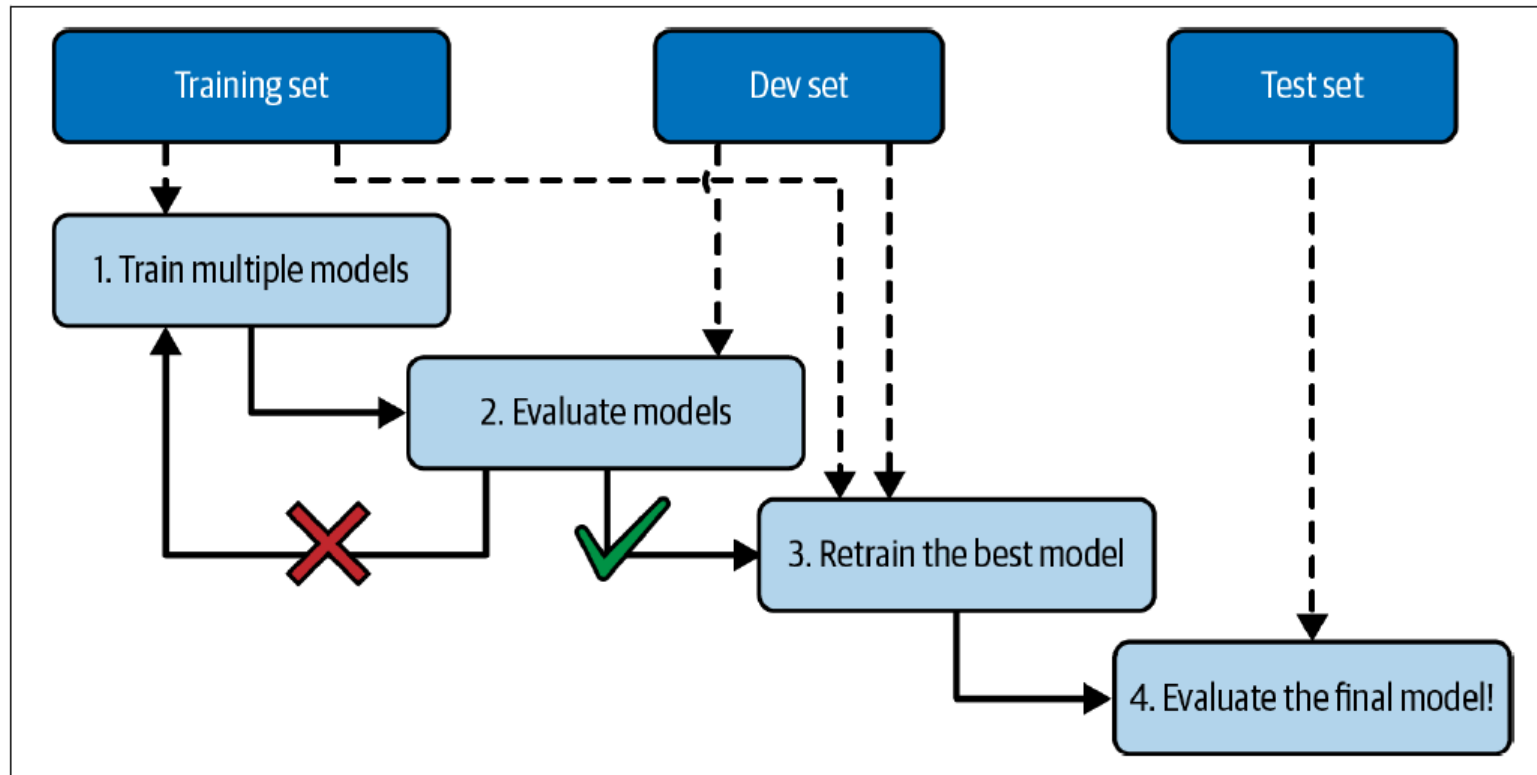 Training set
Dev set
Test set
1. Train multiple models
2. Evaluate models
3. Retrain the best model
4. Evaluate the final model!